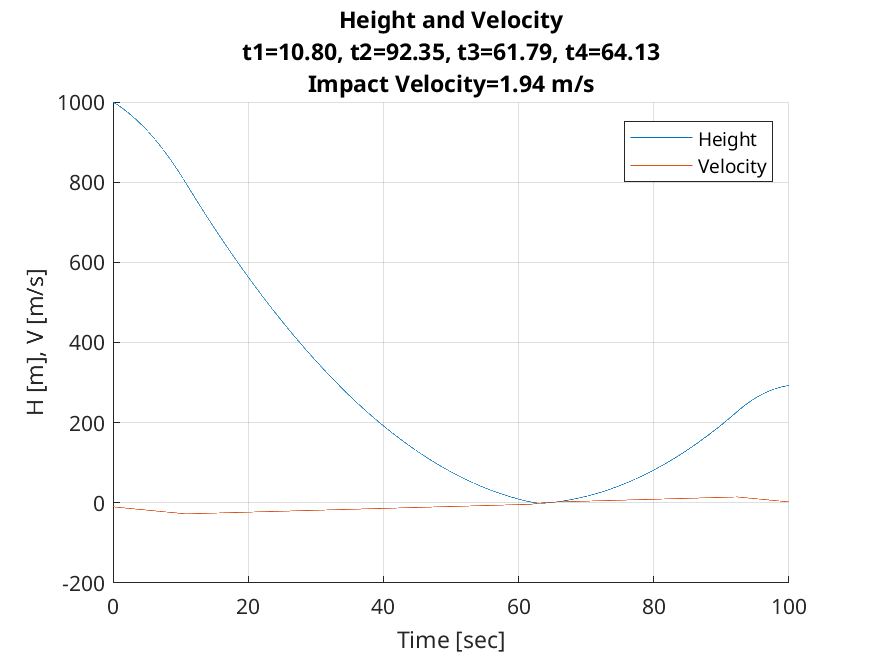 Height and Velocity
t1=10.80, t2=92.35, t3=61.79, t4=64.13
Impact Velocity=1.94 m/s
1000
800
600
400
200
0
-200
H [m], V [m/s]
Height
Velocity
0 20 40 60 80 100
Time [sec]